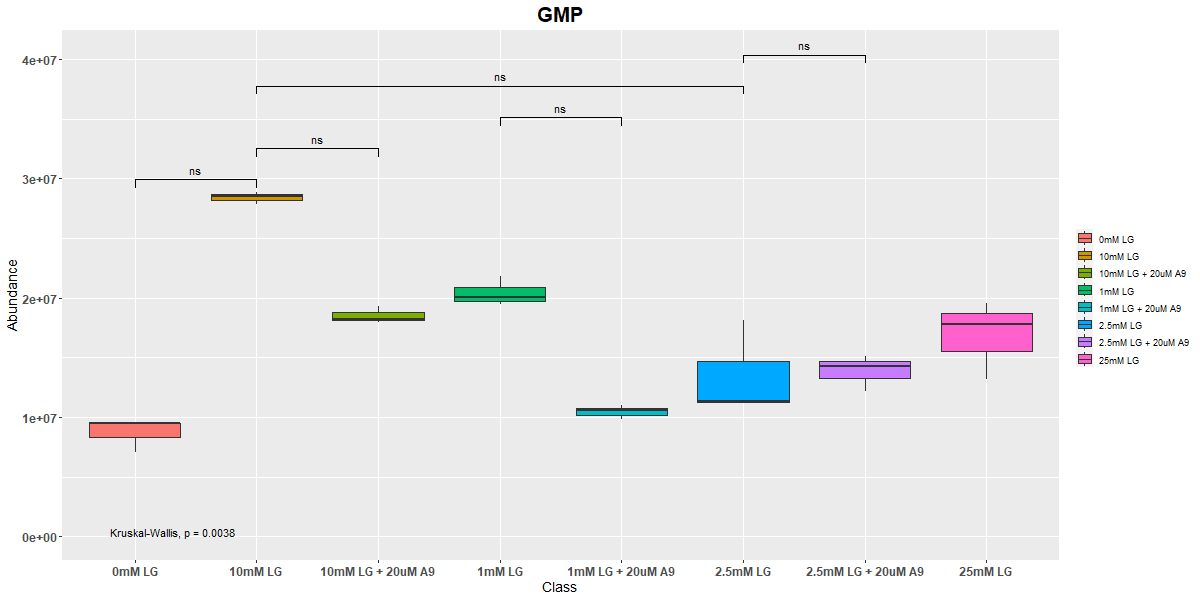 GMP
Abundance
4e+07
3e+07
2e+07
1e+07
0e+00
ns
ns
ns
ns
ns
Kruskal-Wallis, p = 0.0038
0mM LG
10mM LG
10mM LG + 20uM A9
1mM LG
1mM LG + 20uM A9
2.5mM LG
2.5mM LG + 20uM A9
25mM LG
Class
0mM LG
10mM LG
10mM LG + 20uM A9
1mM LG
1mM LG + 20uM A9
2.5mM LG
2.5mM LG + 20uM A9
25mM LG